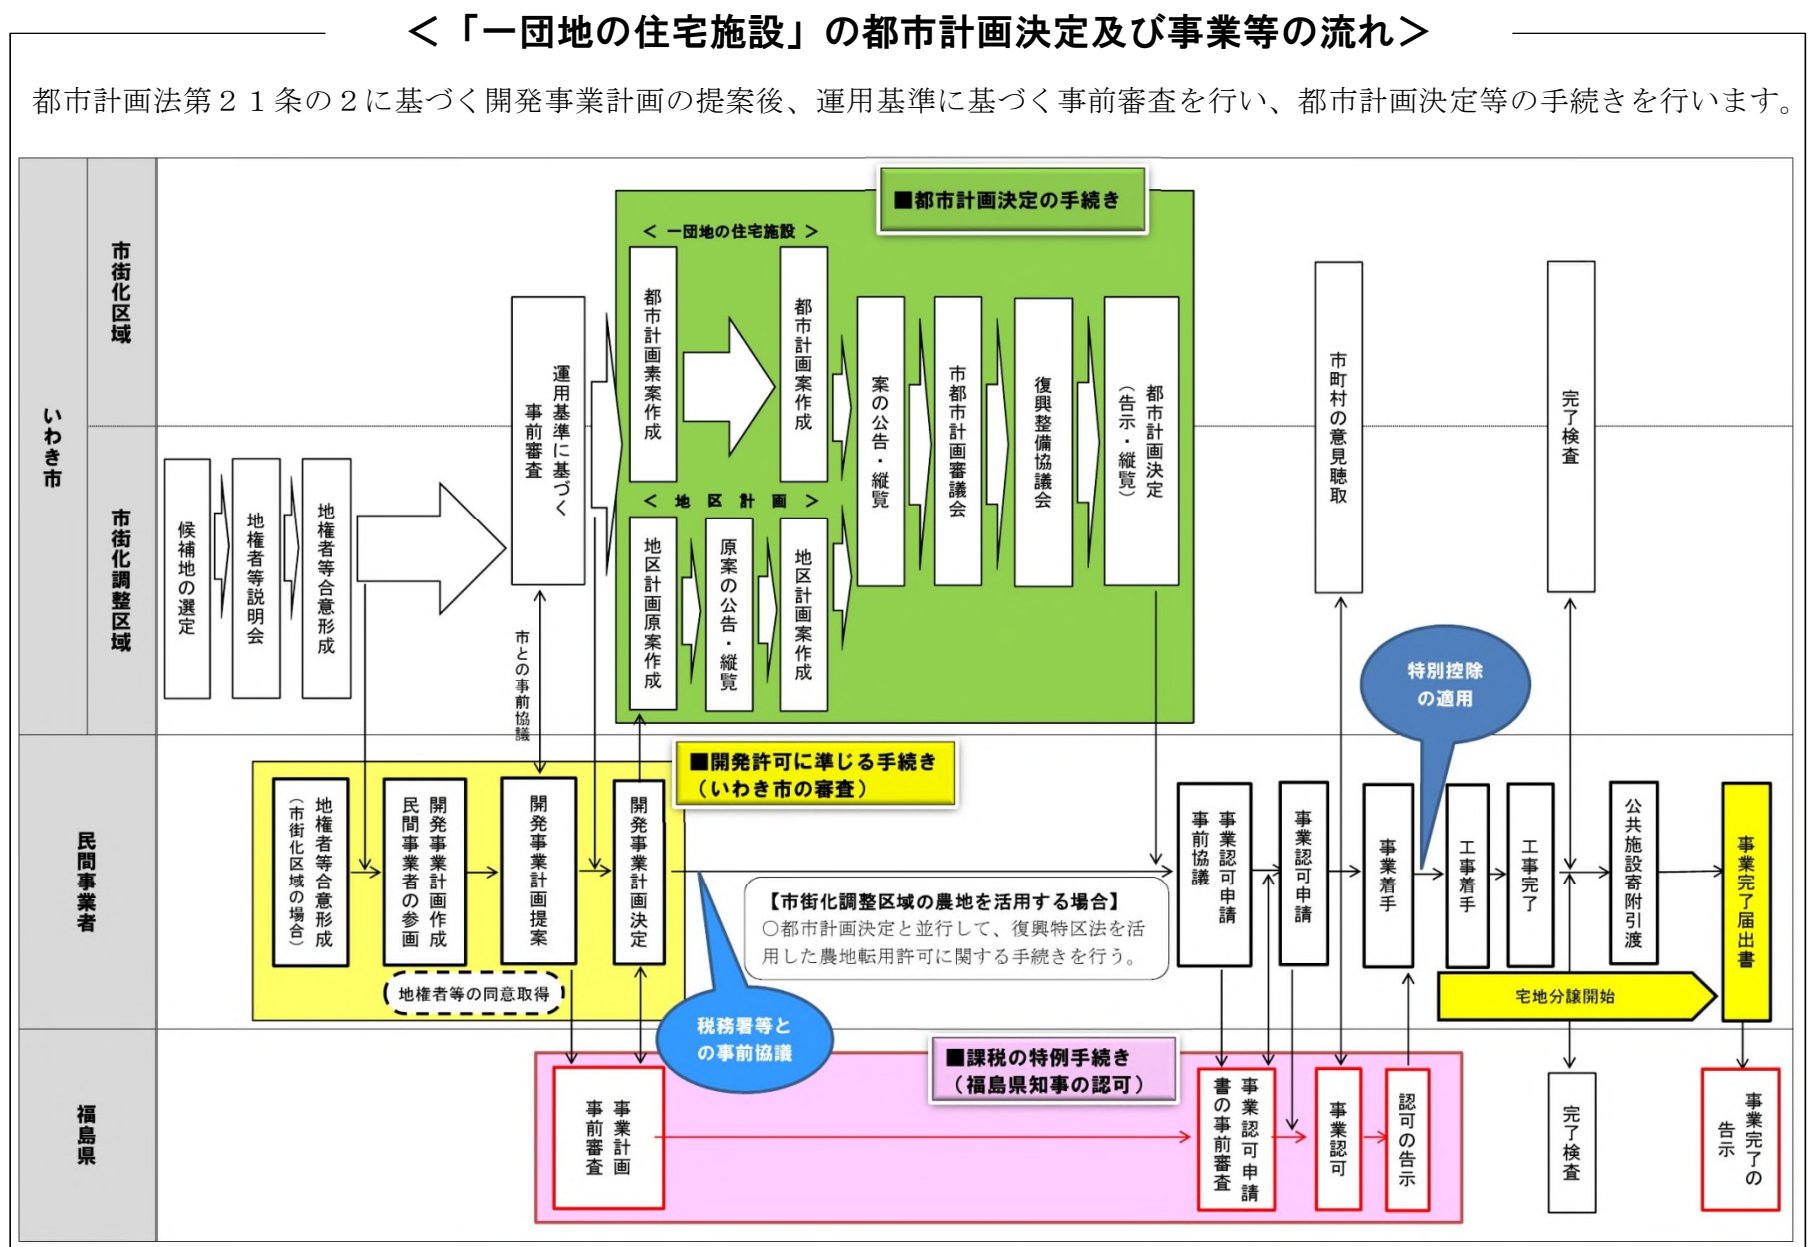 ＜「一団地の住宅施設」の都市計画決定及び事業等の流れ＞
都市計画法第２１条の２に基づく開発事業計画の提案後、運用基準に基づく事前審査を行い、都市計画決定等の手続きを行います。
いわき市
市街化区域
市街化調整区域
候補地の選定
地権者等説明会
地権者等合意形成
運用基準に基づく
事前審査
市との事前協議
■都市計画決定の手続き
＜ 一団地の住宅施設 ＞
都市計画素案作成
都市計画案作成
＜ 地 区 計 画 ＞
地区計画原案作成
原案の公告・縦覧
地区計画案作成
案の公告・縦覧
市都市計画審議会
復興整備協議会
都市計画決定
（告示・縦覧）
市町村の意見聴取
完了検査
特別控除
の適用
民間事業者
■開発許可に準じる手続き
（いわき市の審査）
地権者等合意形成
（市街化区域の場合）
開発事業計画作成
民間事業者の参画
開発事業計画提案
開発事業計画決定
地権者等の同意取得
【市街化調整区域の農地を活用する場合】
○都市計画決定と並行して、復興特区法を活
用した農地転用許可に関する手続きを行う。
事業認可申請
事前協議
事業認可申請
事業着手
工事着手
工事完了
公共施設寄附引渡
事業完了届出書
宅地分譲開始
税務署等と
の事前協議
福島県
■課税の特例手続き
（福島県知事の認可）
事業計画
事前審査
事業認可申請
書の事前審査
事業認可
認可の告示
完了検査
事業完了の
告示